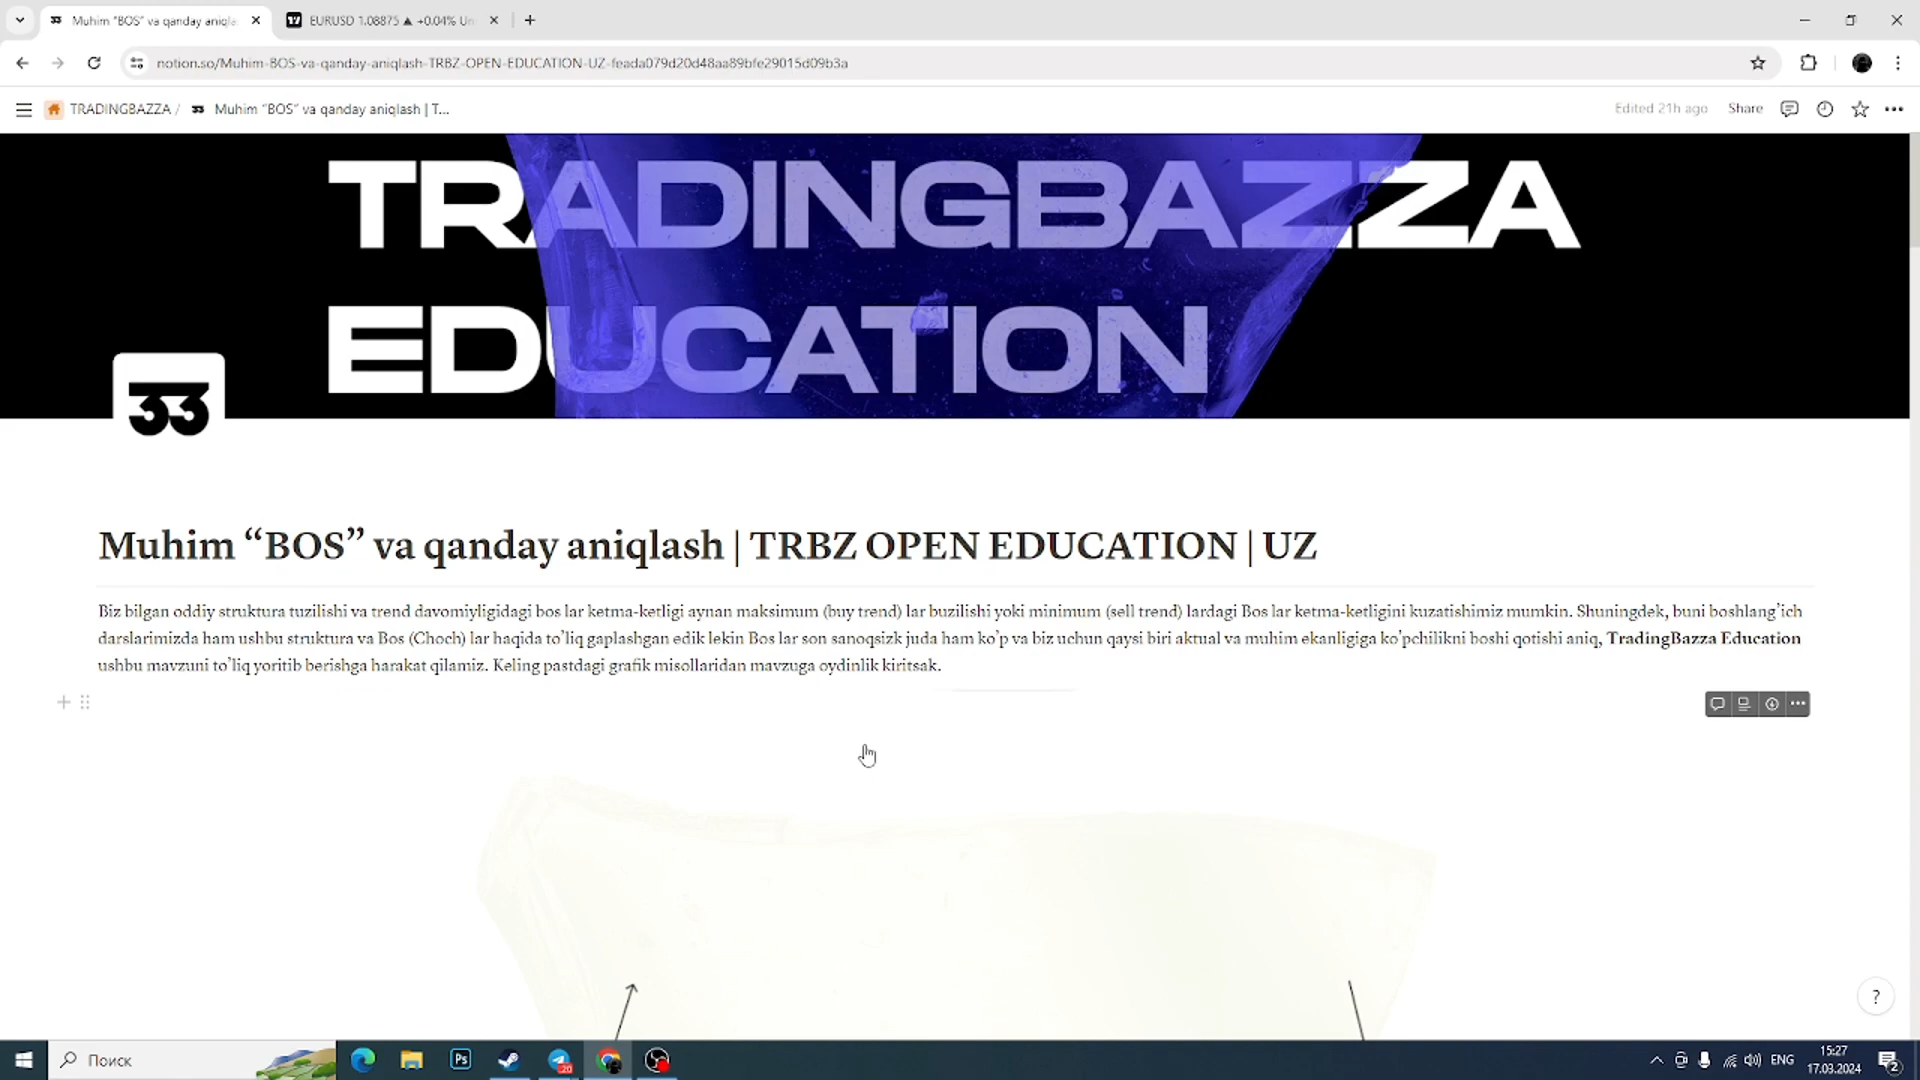 Muhim “BOS” va qanday aniqla
EURUSD 1.08875 ▲ +0.04% Un
notion.so/Muhim-BOS-va-qanday-aniqlash-TRBZ-OPEN-EDUCATION-UZ-feada079d20d48aa89bfe29015d09b3a
TRADINGBAZZA / Muhim “BOS” va qanday aniqlash | T...
Edited 21h ago Share
TRADINGBAZZA
EDUCATION
33
Muhim “BOS” va qanday aniqlash | TRBZ OPEN EDUCATION | UZ
Biz bilgan oddiy struktura tuzilishi va trend davomiyligidagi bos lar ketma-ketligi aynan maksimum (buy trend) lar buzilishi yoki minimum (sell trend) lardagi Bos lar ketma-ketligini kuzatishimiz mumkin. Shuningdek, buni boshlang’ich
darslarimizda ham ushbu struktura va Bos (Choch) lar haqida to’liq gaplashgan edik lekin Bos lar son sanoqsizk juda ham ko’p va biz uchun qaysi biri aktual va muhim ekanligiga ko’pchilikni boshi qotishi aniq, TradingBazza Education
ushbu mavzuni to’liq yoritib berishga harakat qilamiz. Keling pastdagi grafik misollaridan mavzuga oydinlik kiritsak.
?
Поиск
Ps
20
ENG
15:27
17.03.2024
2